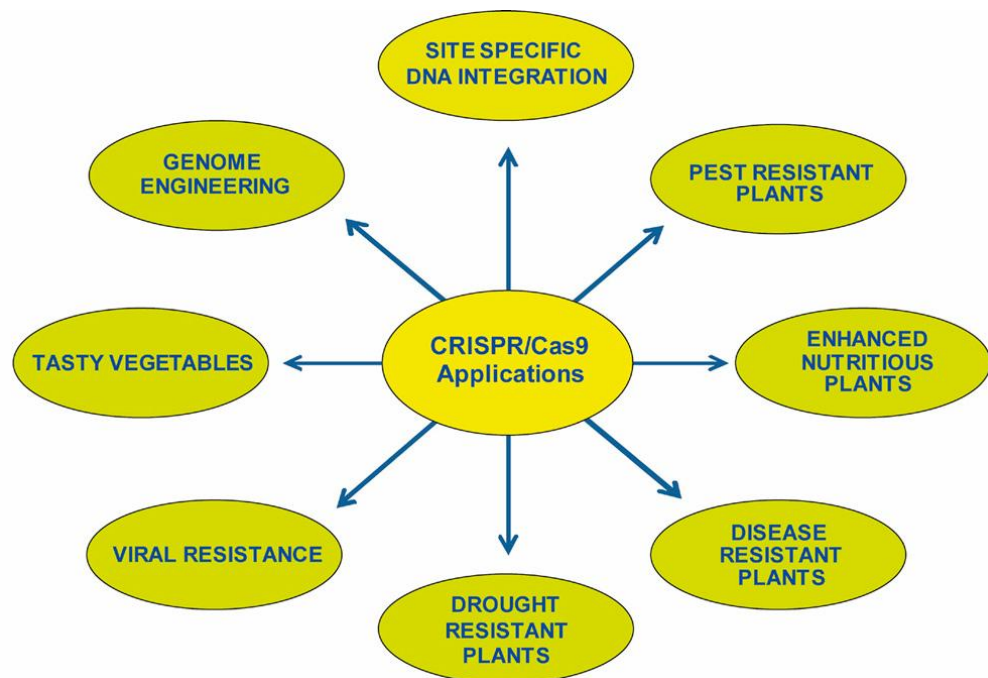 SITE SPECIFIC
DNA INTEGRATION
GENOME
ENGINEERING
PEST RESISTANT
PLANTS
CRISPR/Cas9
Applications
TASTY VEGETABLES
ENHANCED
NUTRITIOUS
PLANTS
VIRAL RESISTANCE
DISEASE
RESISTANT
PLANTS
DROUGHT
RESISTANT
PLANTS